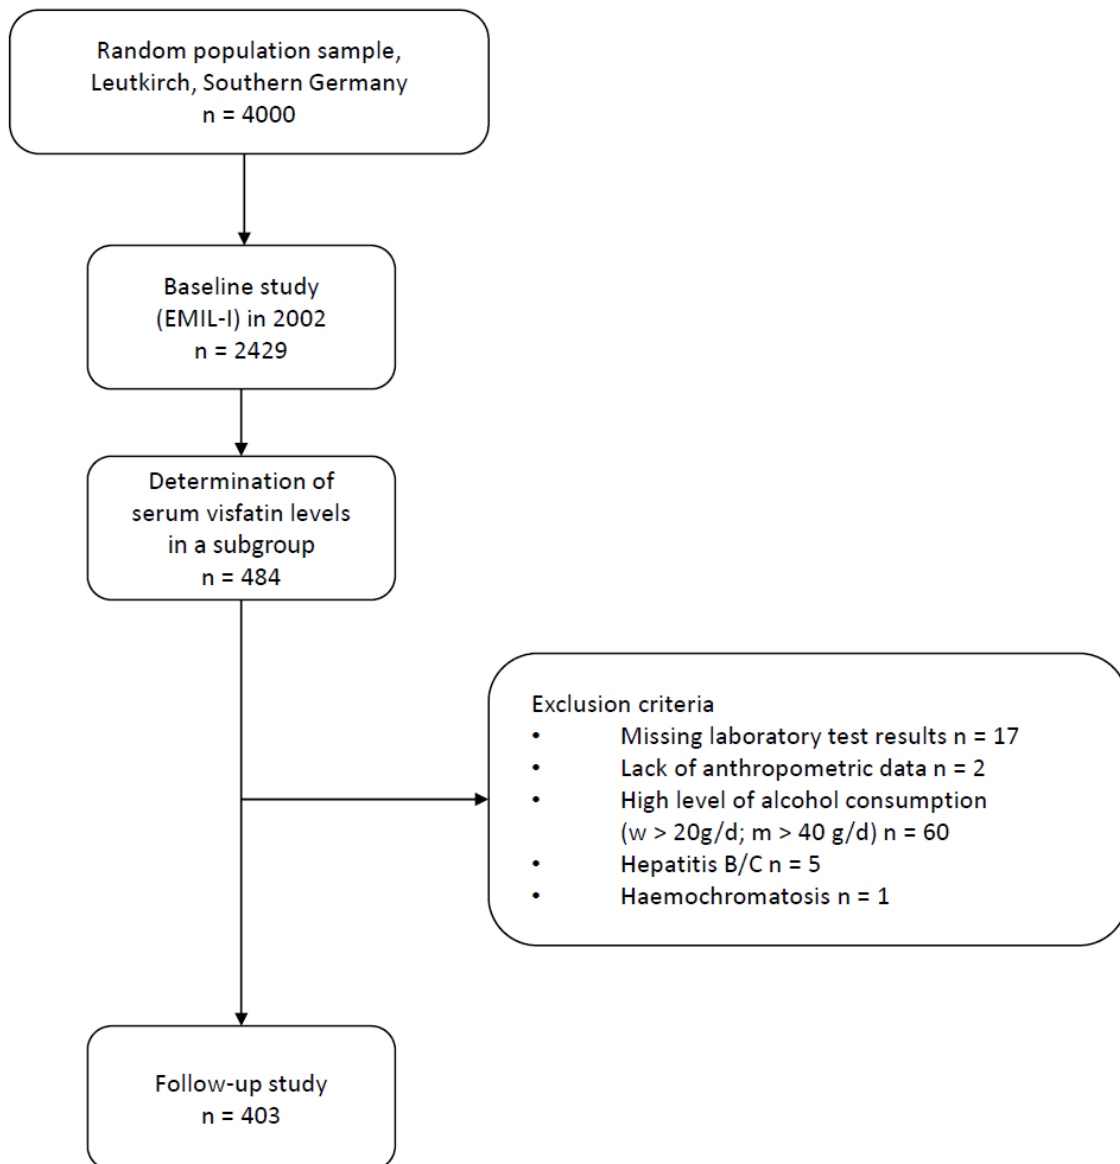 Random population sample,
Leutkirch, Southern Germany
n = 4000
Baseline study
(EMIL-I) in 2002
n = 2429
Determination of
serum visfatin levels
in a subgroup
n = 484
Exclusion criteria
• Missing laboratory test results n = 17
• Lack of anthropometric data n = 2
• High level of alcohol consumption
(w > 20g/d; m > 40 g/d) n = 60
• Hepatitis B/C n = 5
• Haemochromatosis n = 1
Follow-up study
n = 403